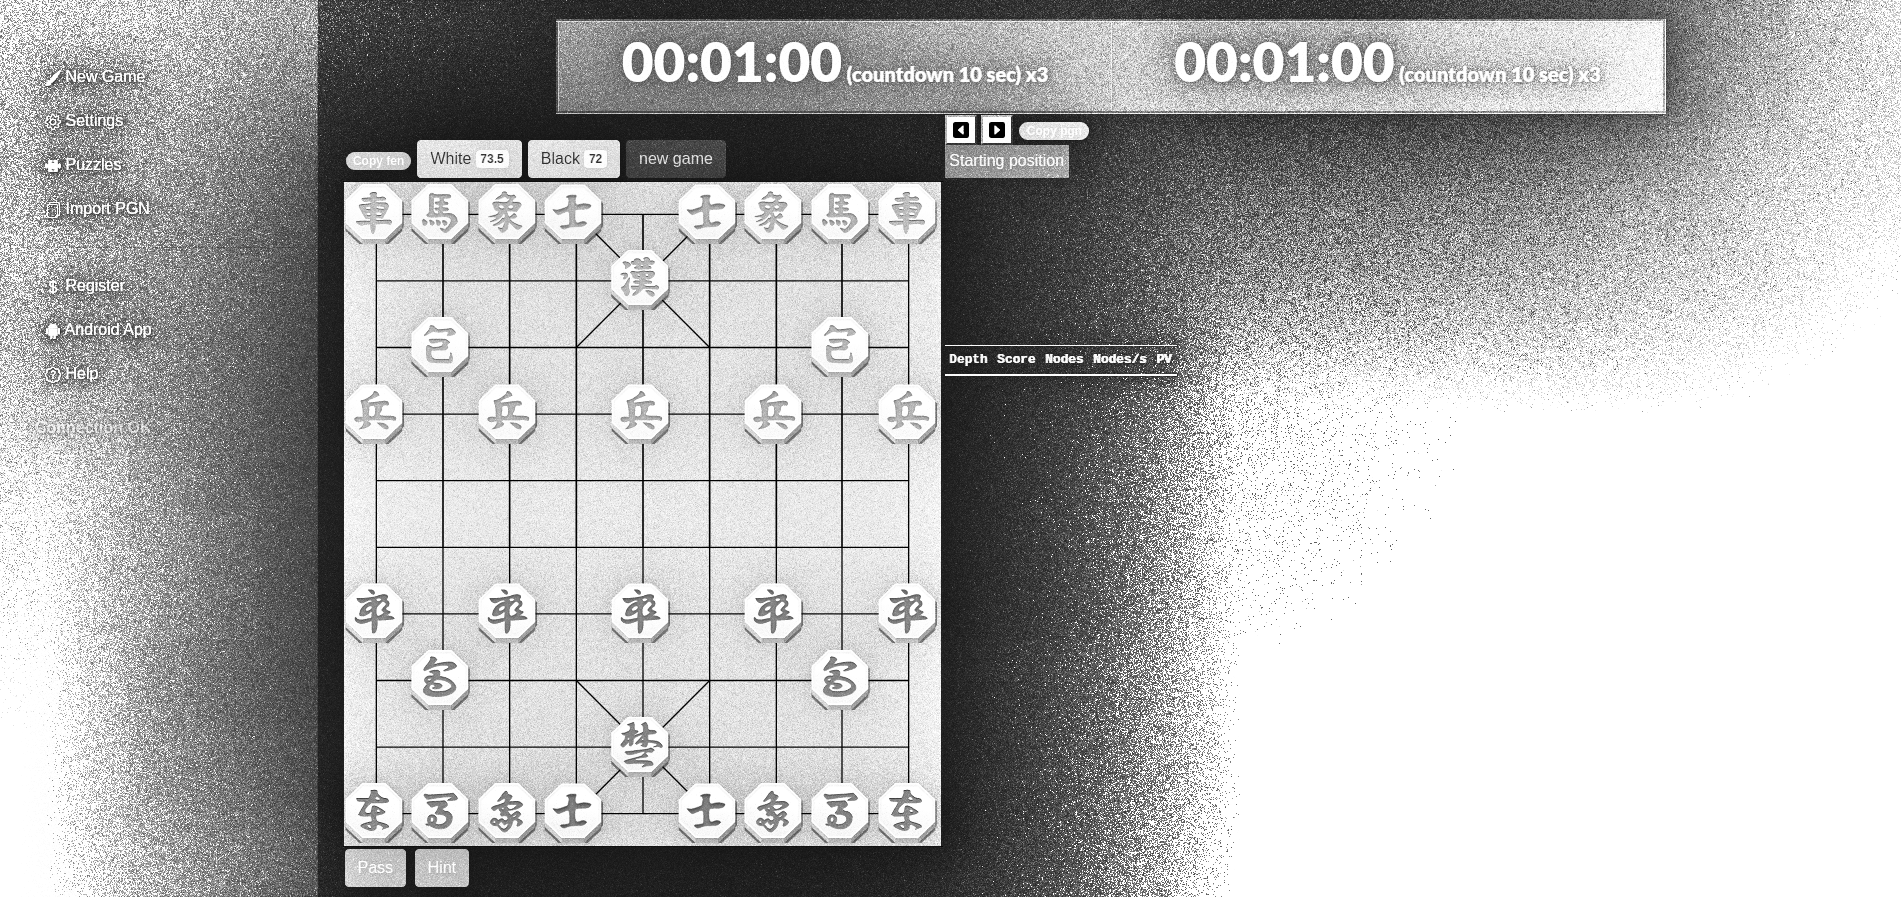 New Game
Settings
Puzzles
Import PGN
$ Register
Android App
Help
Connection OK
00:01:00 (countdown 10 sec) x3
00:01:00 (countdown 10 sec) x3
Copy pgn
Starting position
Copy fen
White 73.5
Black 72
new game
車 馬 象 士 士 象 馬 車
漢
包 包
兵 兵 兵 兵 兵
卒 卒 卒 卒 卒
包 包
楚
车 马 象 士 士 象 马 车
Depth Score Nodes Nodes/s PV
Pass
Hint